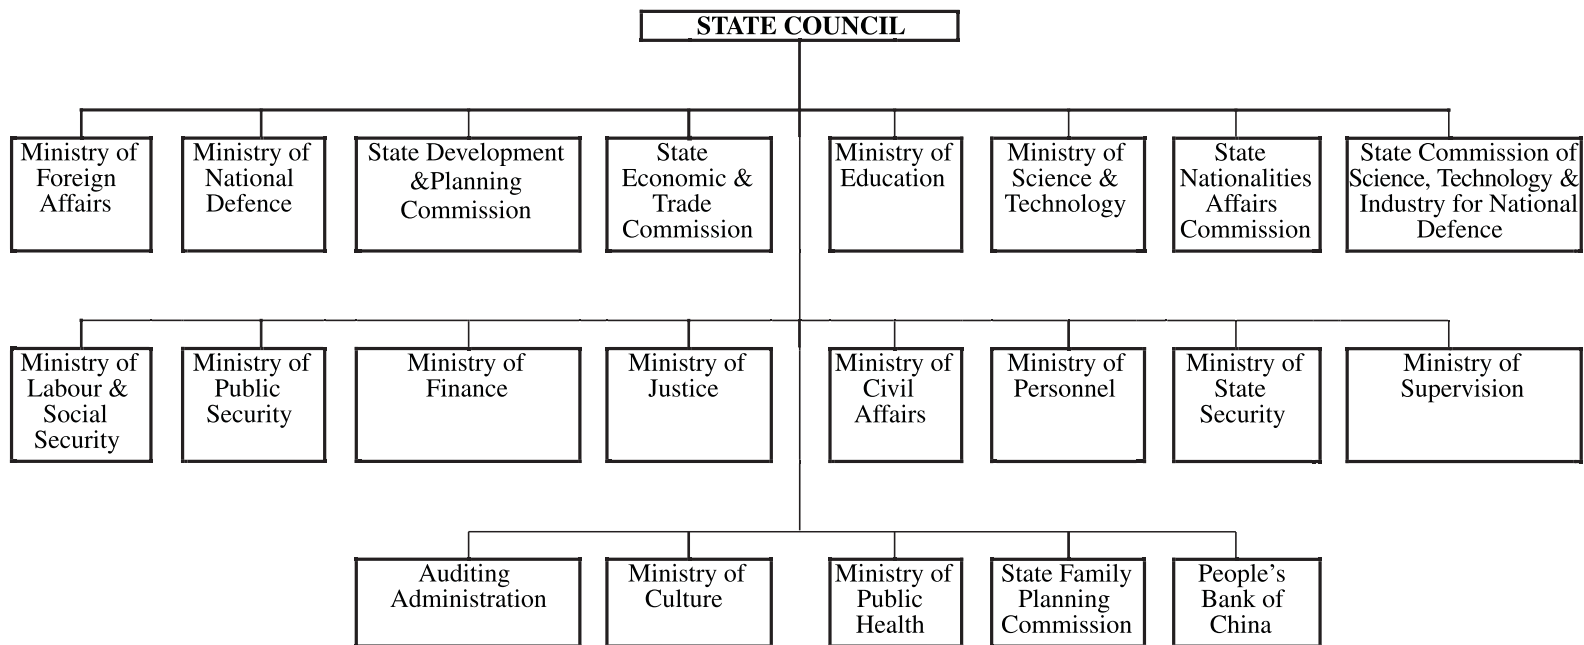 STATE COUNCIL
Ministry of
Foreign
Affairs
Ministry of
National
Defence
State Development
&Planning
Commission
State
Economic &
Trade
Commission
Ministry of
Education
Ministry of
Science &
Technology
State
Nationalities
Affairs
Commission
State Commission of
Science, Technology &
Industry for National
Defence
Ministry of
Labour &
Social
Security
Ministry of
Public
Security
Ministry of
Finance
Ministry of
Justice
Ministry of
Civil
Affairs
Ministry of
Personnel
Ministry of
State
Security
Ministry of
Supervision
Auditing
Administration
Ministry of
Culture
Ministry of
Public
Health
State Family
Planning
Commission
People's
Bank of
China